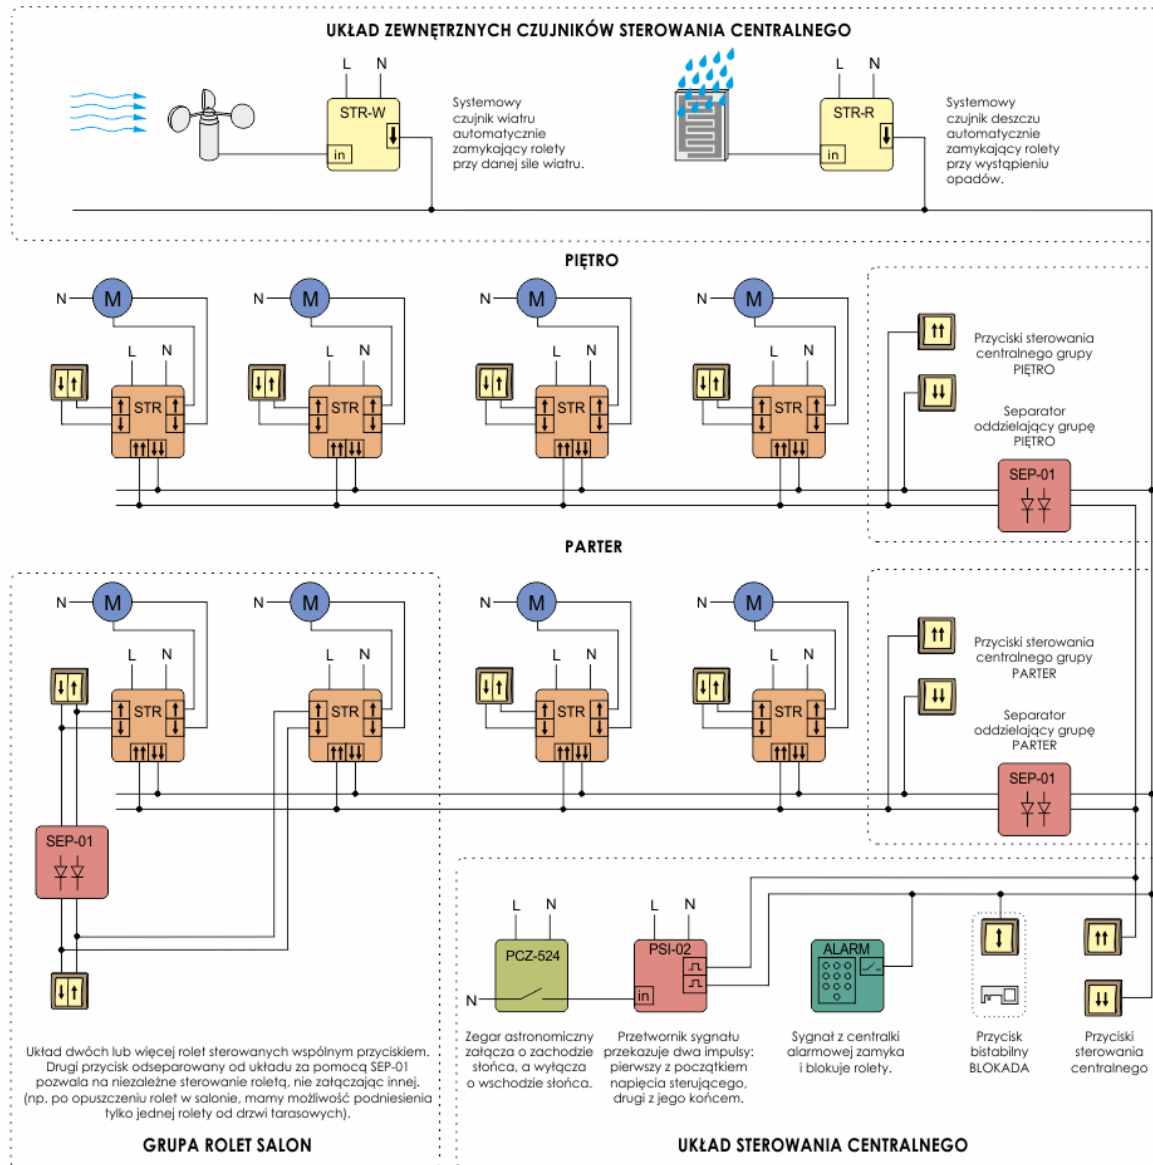 UKŁAD ZEWNĘTRZNYCH CZUJNIKÓW STEROWANIA CENTRALNEGO
L N
STR-W
in
Systemowy
czujnik wiatru
automatycznie
zamykający rolety
przy danej sile wiatru.
L N
STR-R
in
Systemowy
czujnik deszczu
automatycznie
zamykający rolety
przy wystąpieniu
opadów.
PIĘTRO
N M
N M
N M
N M
L N
L N
L N
L N
STR
STR
STR
STR
Przyciski sterowania
centralnego grupy
PIĘTRO
Separator
oddzielający grupę
PIĘTRO
SEP-01
PARTER
N M
N M
N M
N M
L N
L N
L N
L N
STR
STR
STR
STR
Przyciski sterowania
centralnego grupy
PARTER
Separator
oddzielający grupę
PARTER
SEP-01
SEP-01
Układ dwóch lub więcej rolet sterowanych wspólnym przyciskiem.
Drugi przycisk odseparowany od układu za pomocą SEP-01
pozwala na niezależne sterowanie roletą, nie załączając innej.
(np. po opuszczeniu rolet w salonie, mamy możliwość podniesienia
tylko jednej rolety od drzwi tarasowych).
GRUPA ROLET SALON
L N
PCZ-524
N
Zegar astronomiczny
załącza o zachodzie
słońca, a wyłącza
o wschodzie słońca.
L N
PSI-02
in
Przetwornik sygnału
przekazuje dwa impulsy:
pierwszy z początkiem
napięcia sterującego,
drugi z jego końcem.
ALARM
Sygnał z centralki
alarmowej zamyka
i blokuje rolety.
Przycisk
bistabilny
BLOKADA
Przyciski
sterowania
centralnego
UKŁAD STEROWANIA CENTRALNEGO